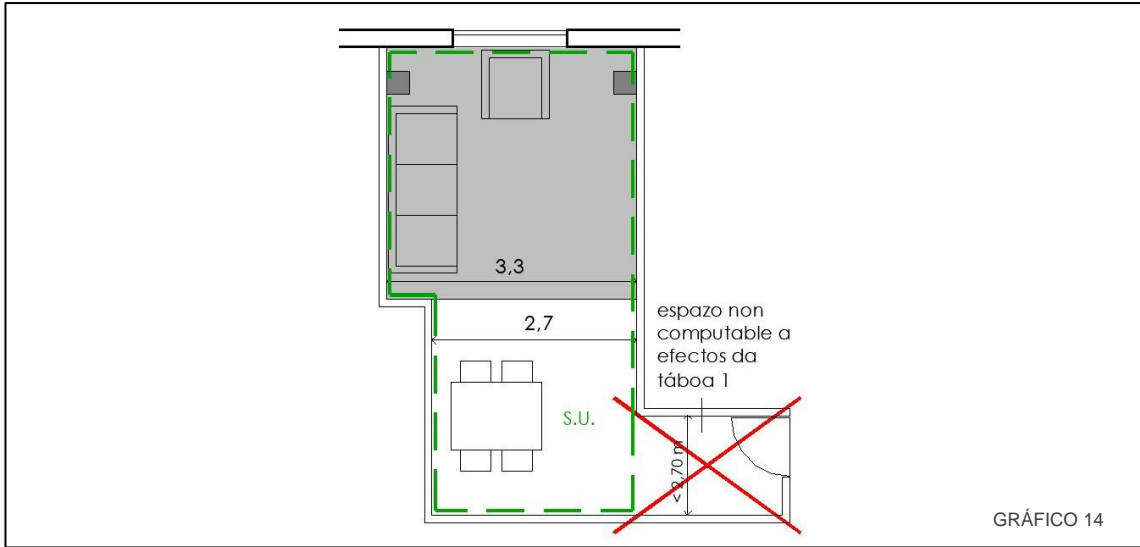 3,3
2,7
espazo non
computable a
efectos da
táboa 1
S.U.
< 2,70 m
GRÁFICO 14